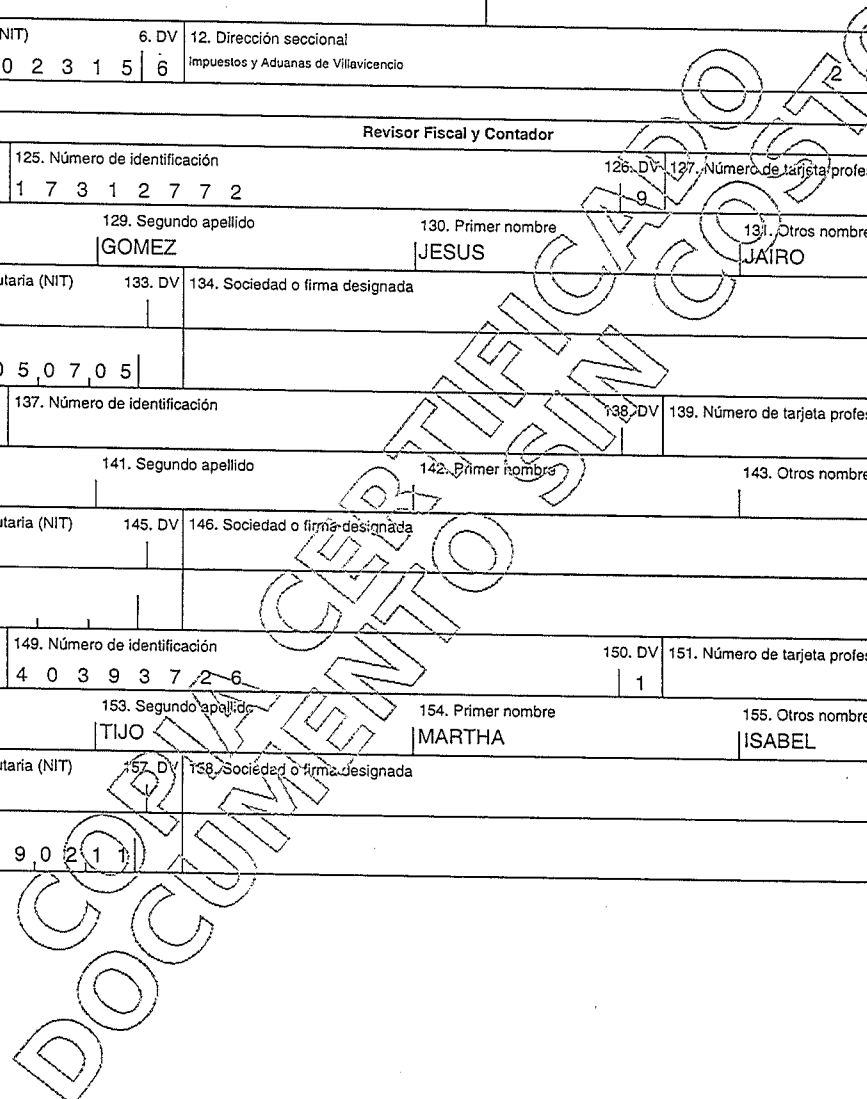 NIT) 6. DV 12. Dirección seccional
0 2 3 1 5 6 Impuestos y Aduanas de Villavicencio 2
Revisor Fiscal y Contador
125. Número de identificación 126. DV 127. Número de tarjeta profes
1 7 3 1 2 7 7 2 9
129. Segundo apellido 130. Primer nombre 131. Otros nombre
GOMEZ JESUS JAIRO
utaria (NIT) 133. DV 134. Sociedad o firma designada
0 5 0 7 0 5
137. Número de identificación 138. DV 139. Número de tarjeta profes
141. Segundo apellido 142. Primer nombre 143. Otros nombre
utaria (NIT) 145. DV 146. Sociedad o firma designada
149. Número de identificación 150. DV 151. Número de tarjeta profes
4 0 3 9 3 7 2 6 1
153. Segundo apellido 154. Primer nombre 155. Otros nombre
TIJO MARTHA ISABEL
utaria (NIT) 157. DV 158. Sociedad o firma designada
9 0 2 1 1
COPIA CERTIFICADO
DOCUMENTO SIN COSTO